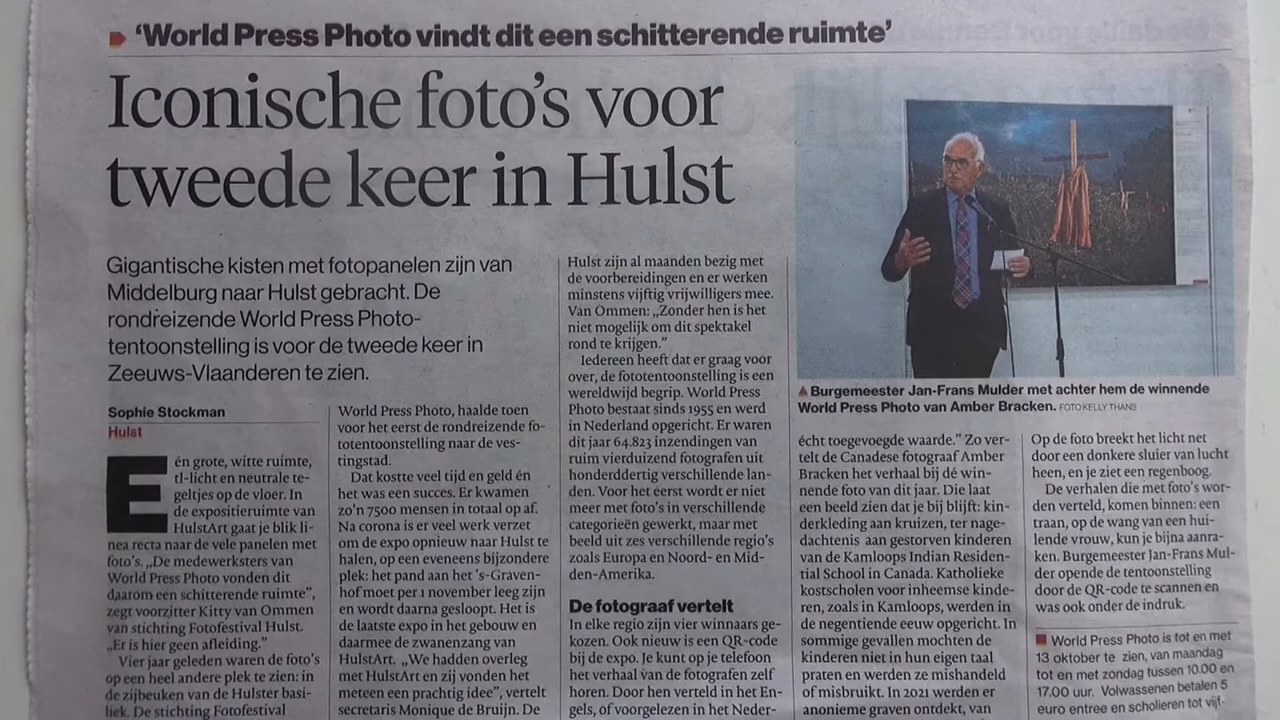 ‘World Press Photo vindt dit een schitterende ruimte’
Iconische foto’s voor
tweede keer in Hulst
Gigantische kisten met fotopanelen zijn van
Middelburg naar Hulst gebracht. De
rondreizende World Press Photo-
tentoonstelling is voor de tweede keer in
Zeeuws-Vlaanderen te zien.
Sophie Stockman
Hulst
Eén grote, witte ruimte,
tl-licht en neutrale te-
geltjes op de vloer. In
de expositieruimte van
HulstArt gaat je blik li-
nea recta naar de vele panelen met
foto’s. „De medewerksters van
World Press Photo vonden dit
daarom een schitterende ruimte”,
zegt voorzitter Kitty van Ommen
van stichting Fotofestival Hulst.
„Er is hier geen afleiding.”
Vier jaar geleden waren de foto’s
op een heel andere plek te zien: in
de zijbeuken van de Hulster basi-
liek. De stichting Fotofestival
World Press Photo, haalde toen
voor het eerst de rondreizende fo-
totentoonstelling naar de ves-
tingstad.
Dat kostte veel tijd en geld én
het was een succes. Er kwamen
zo’n 7500 mensen in totaal op af.
Na corona is er veel werk verzet
om de expo opnieuw naar Hulst te
halen, op een eveneens bijzondere
plek: het pand aan het ’s-Graven-
hof moet per 1 november leeg zijn
en wordt daarna gesloopt. Het is
de laatste expo in het gebouw en
daarmee de zwanenzang van
HulstArt. „We hadden overleg
met HulstArt en zij vonden het
meteen een prachtig idee”, vertelt
secretaris Monique de Bruijn. De
Hulst zijn al maanden bezig met
de voorbereidingen en er werken
minstens vijftig vrijwilligers mee.
Van Ommen: „Zonder hen is het
niet mogelijk om dit spektakel
rond te krijgen.”
Iedereen heeft dat er graag voor
over, de fototentoonstelling is een
wereldwijd begrip. World Press
Photo bestaat sinds 1955 en werd
in Nederland opgericht. Er waren
dit jaar 64.823 inzendingen van
ruim vierduizend fotografen uit
honderddertig verschillende lan-
den. Voor het eerst wordt er niet
meer met foto’s in verschillende
categorieën gewerkt, maar met
beeld uit zes verschillende regio’s
zoals Europa en Noord- en Mid-
den-Amerika.
De fotograaf vertelt
In elke regio zijn vier winnaars ge-
kozen. Ook nieuw is een QR-code
bij de expo. Je kunt op je telefoon
het verhaal van de fotografen zelf
horen. Door hen verteld in het En-
gels, of voorgelezen in het Neder-
Burgemeester Jan-Frans Mulder met achter hem de winnende
World Press Photo van Amber Bracken. FOTO KELLY THANS
écht toegevoegde waarde.” Zo ver-
telt de Canadese fotograaf Amber
Bracken het verhaal bij dé win-
nende foto van dit jaar. Die laat
een beeld zien dat je bij blijft: kin-
derkleding aan kruizen, ter nage-
dachtenis aan gestorven kinderen
van de Kamloops Indian Residen-
tial School in Canada. Katholieke
kostscholen voor inheemse kinde-
ren, zoals in Kamloops, werden in
de negentiende eeuw opgericht. In
sommige gevallen mochten de
kinderen niet in hun eigen taal
praten en werden ze mishandeld
of misbruikt. In 2021 werden er
anonieme graven ontdekt, van
Op de foto breekt het licht net
door een donkere sluier van lucht
heen, en je ziet een regenboog.
De verhalen die met foto’s wor-
den verteld, komen binnen: een
traan, op de wang van een hui-
lende vrouw, kun je bijna aanra-
ken. Burgemeester Jan-Frans Mul-
der opende de tentoonstelling
door de QR-code te scannen en
was ook onder de indruk.
World Press Photo is tot en met
13 oktober te zien, van maandag
tot en met zondag tussen 10.00 en
17.00 uur. Volwassenen betalen 5
euro entree en scholieren tot vijf-